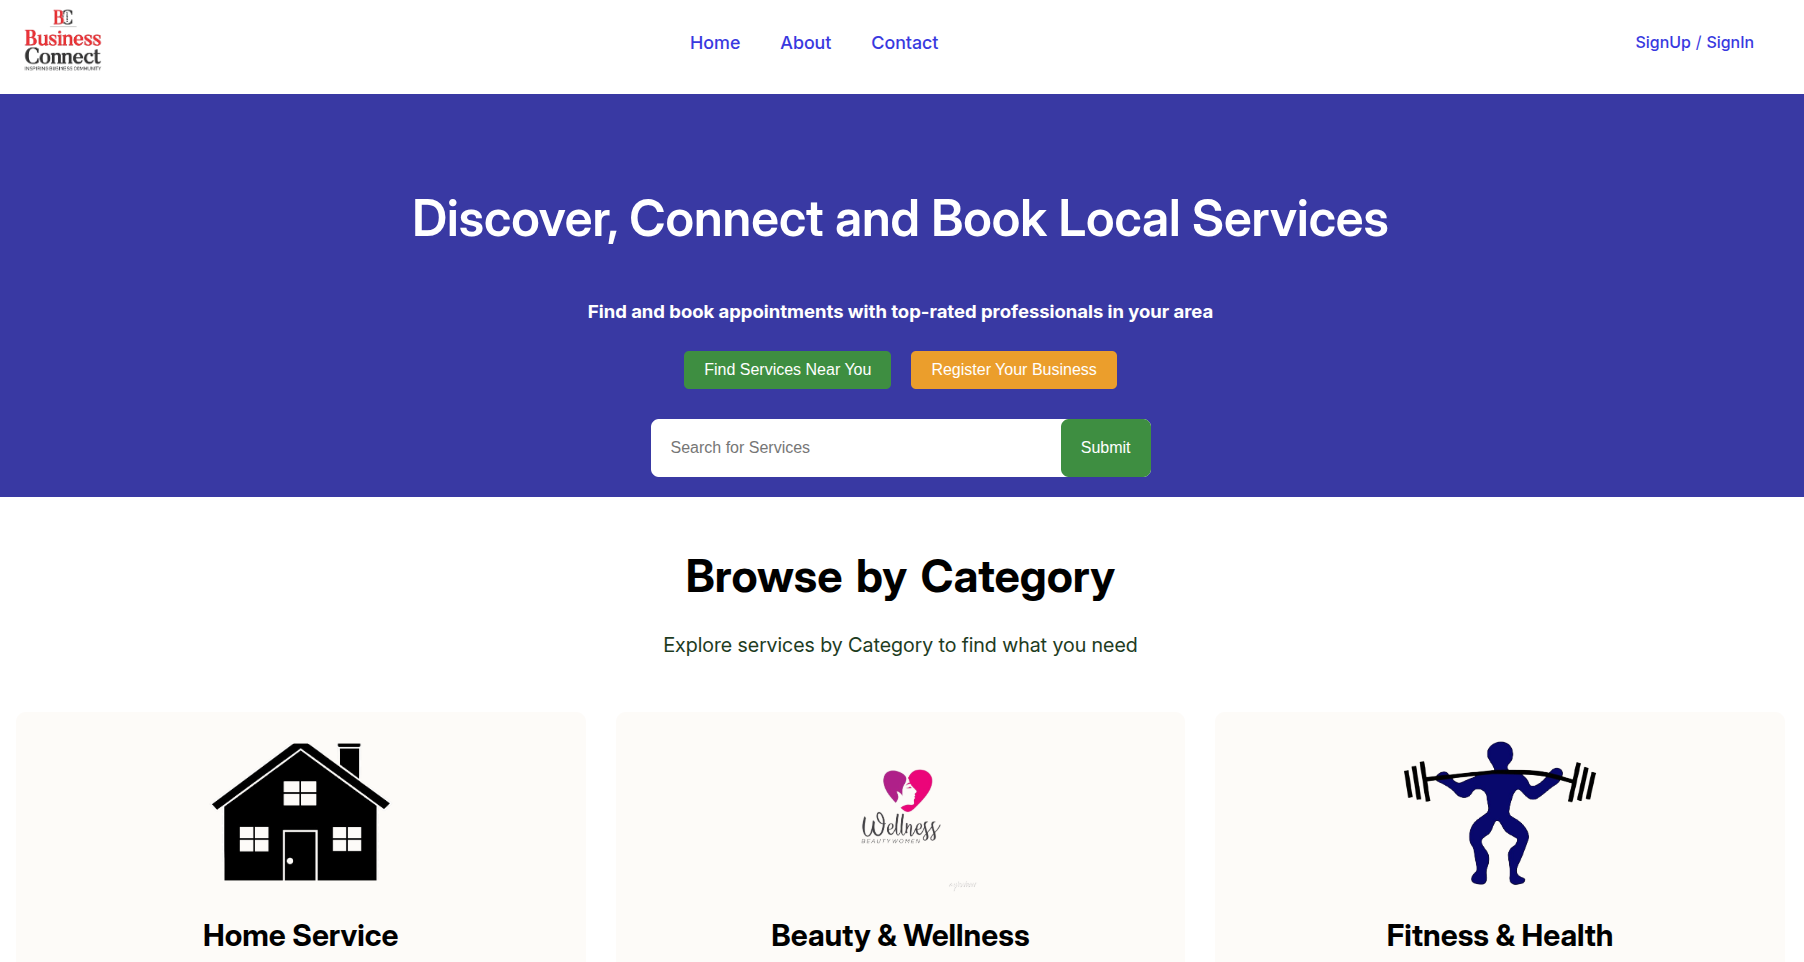 BC
Business
Connect
INSPIRING BUSINESS COMMUNITY
Home About Contact
SignUp / SignIn
Discover, Connect and Book Local Services
Find and book appointments with top-rated professionals in your area
Find Services Near You
Register Your Business
Search for Services
Submit
Browse by Category
Explore services by Category to find what you need
Wellness
BEAUTY WOMEN
Home Service
Beauty & Wellness
Fitness & Health